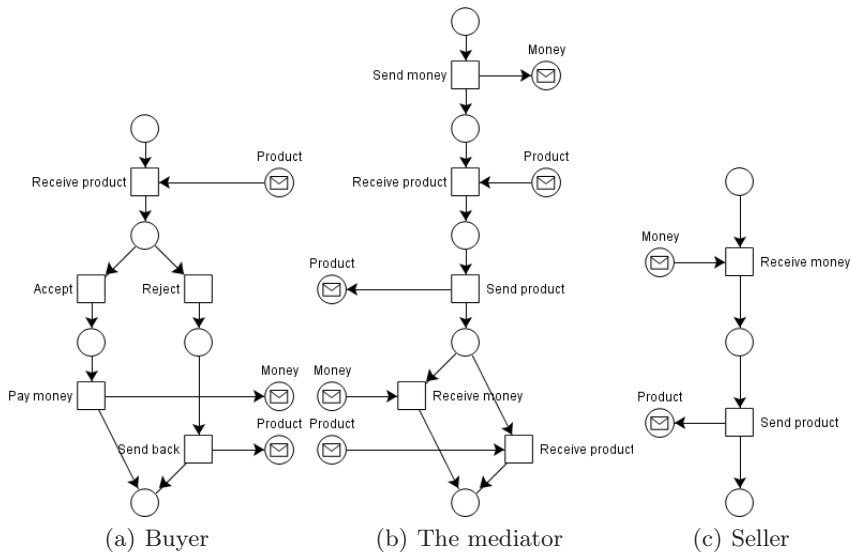 Money
Send money
Product
Product
Receive product
Receive product
Money
Receive money
Product
Accept
Reject
Send product
Money
Money
Pay money
Receive money
Product
Product
Product
Send product
Send back
Receive product
(a) Buyer
(b) The mediator
(c) Seller